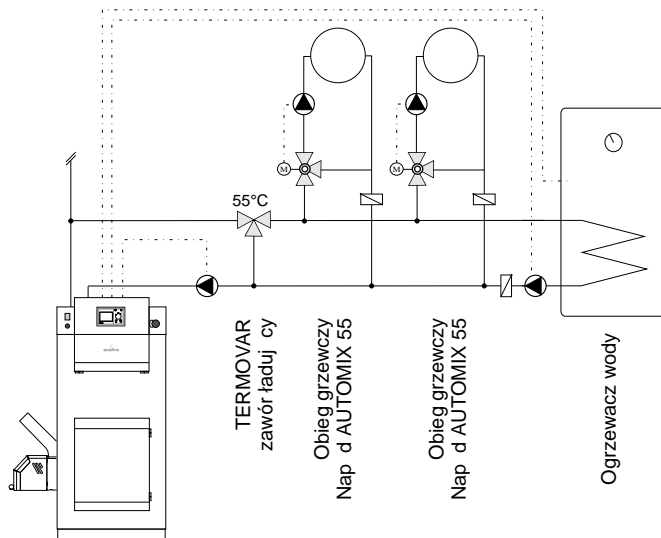 M
M
55°C
TERMOVAR
zawór ładuj cy
Obieg grzewczy
Nap d AUTOMIX 55
Obieg grzewczy
Nap d AUTOMIX 55
Ogrzewacz wody